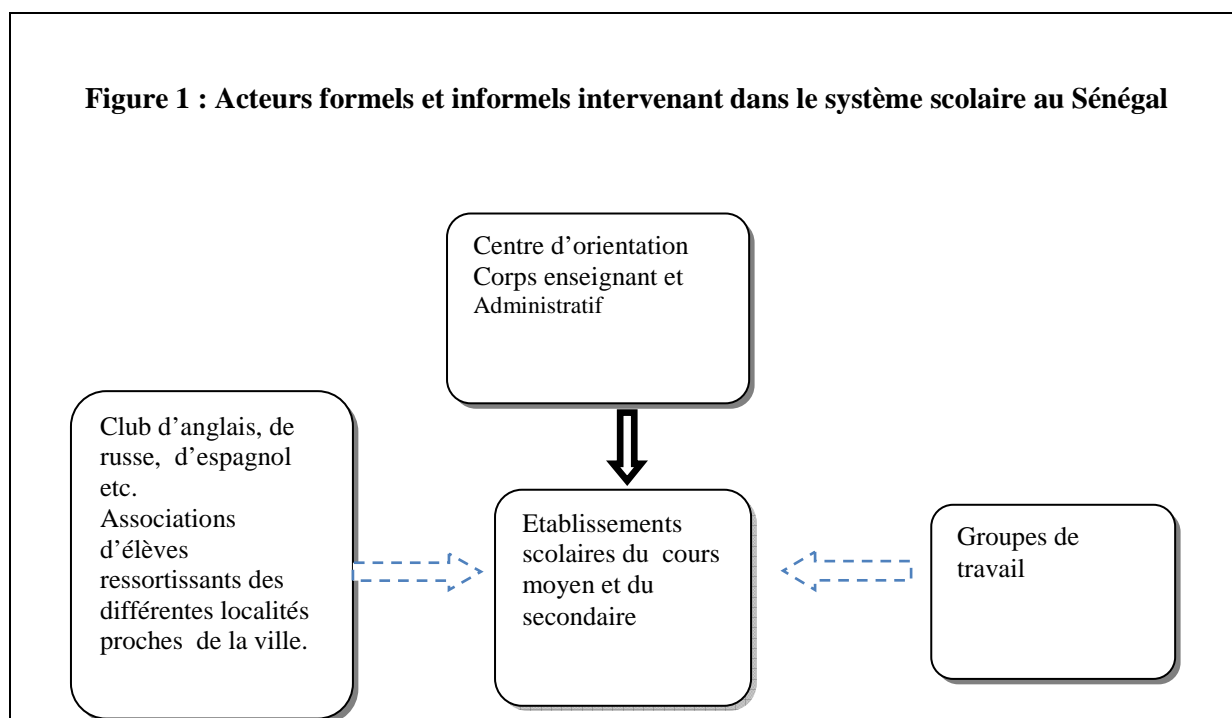 Figure 1 : Acteurs formels et informels intervenant dans le système scolaire au Sénégal
Centre d’orientation
Corps enseignant et
Administratif
Club d’anglais, de
russe, d’espagnol
etc.
Associations
d’élèves
ressortissants des
différentes localités
proches de la ville.
Etablissements
scolaires du cours
moyen et du
secondaire
Groupes de
travail